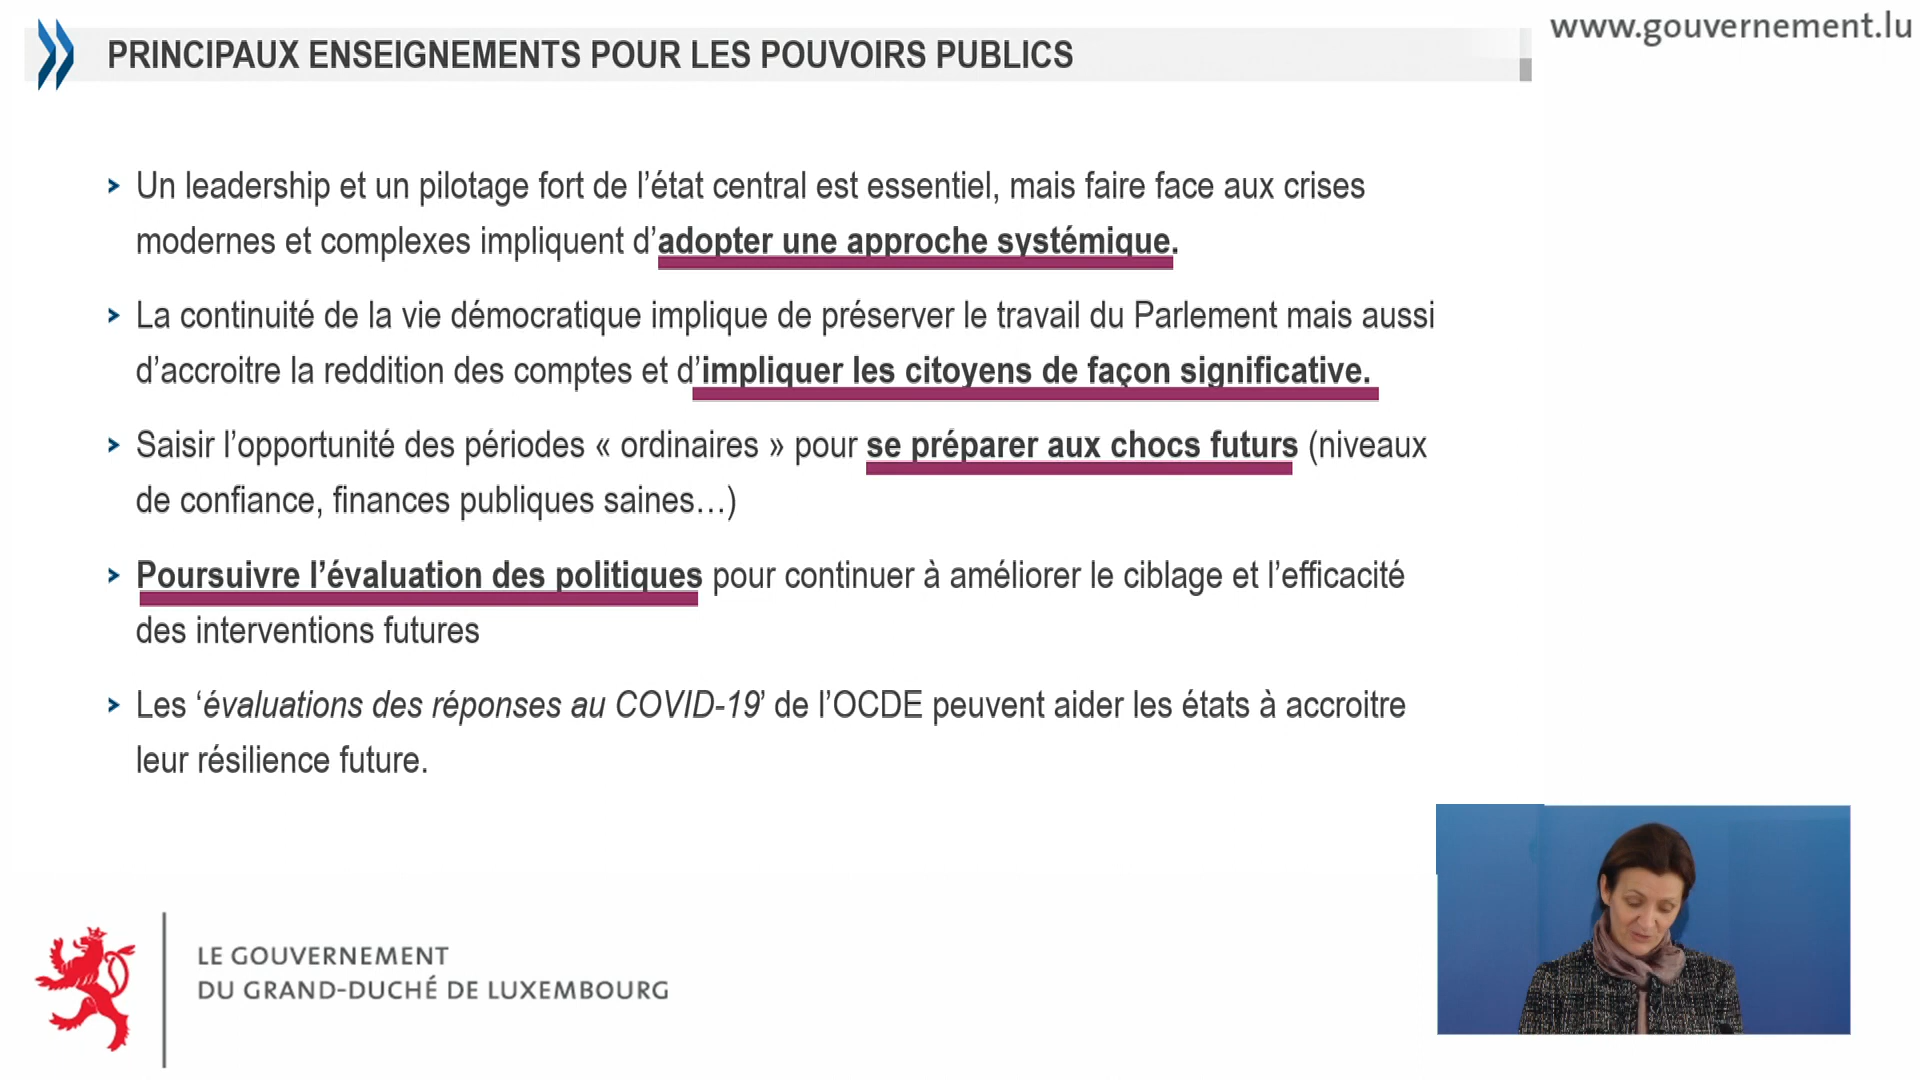 PRINCIPAUX ENSEIGNEMENTS POUR LES POUVOIRS PUBLICS
www.gouvernement.lu
Un leadership et un pilotage fort de l’état central est essentiel, mais faire face aux crises
modernes et complexes impliquent d’adopter une approche systémique.
La continuité de la vie démocratique implique de préserver le travail du Parlement mais aussi
d’accroitre la reddition des comptes et d’impliquer les citoyens de façon significative.
Saisir l’opportunité des périodes « ordinaires » pour se préparer aux chocs futurs (niveaux
de confiance, finances publiques saines…)
Poursuivre l’évaluation des politiques pour continuer à améliorer le ciblage et l’efficacité
des interventions futures
Les ‘évaluations des réponses au COVID-19’ de l’OCDE peuvent aider les états à accroitre
leur résilience future.
LE GOUVERNEMENT
DU GRAND-DUCHÉ DE LUXEMBOURG